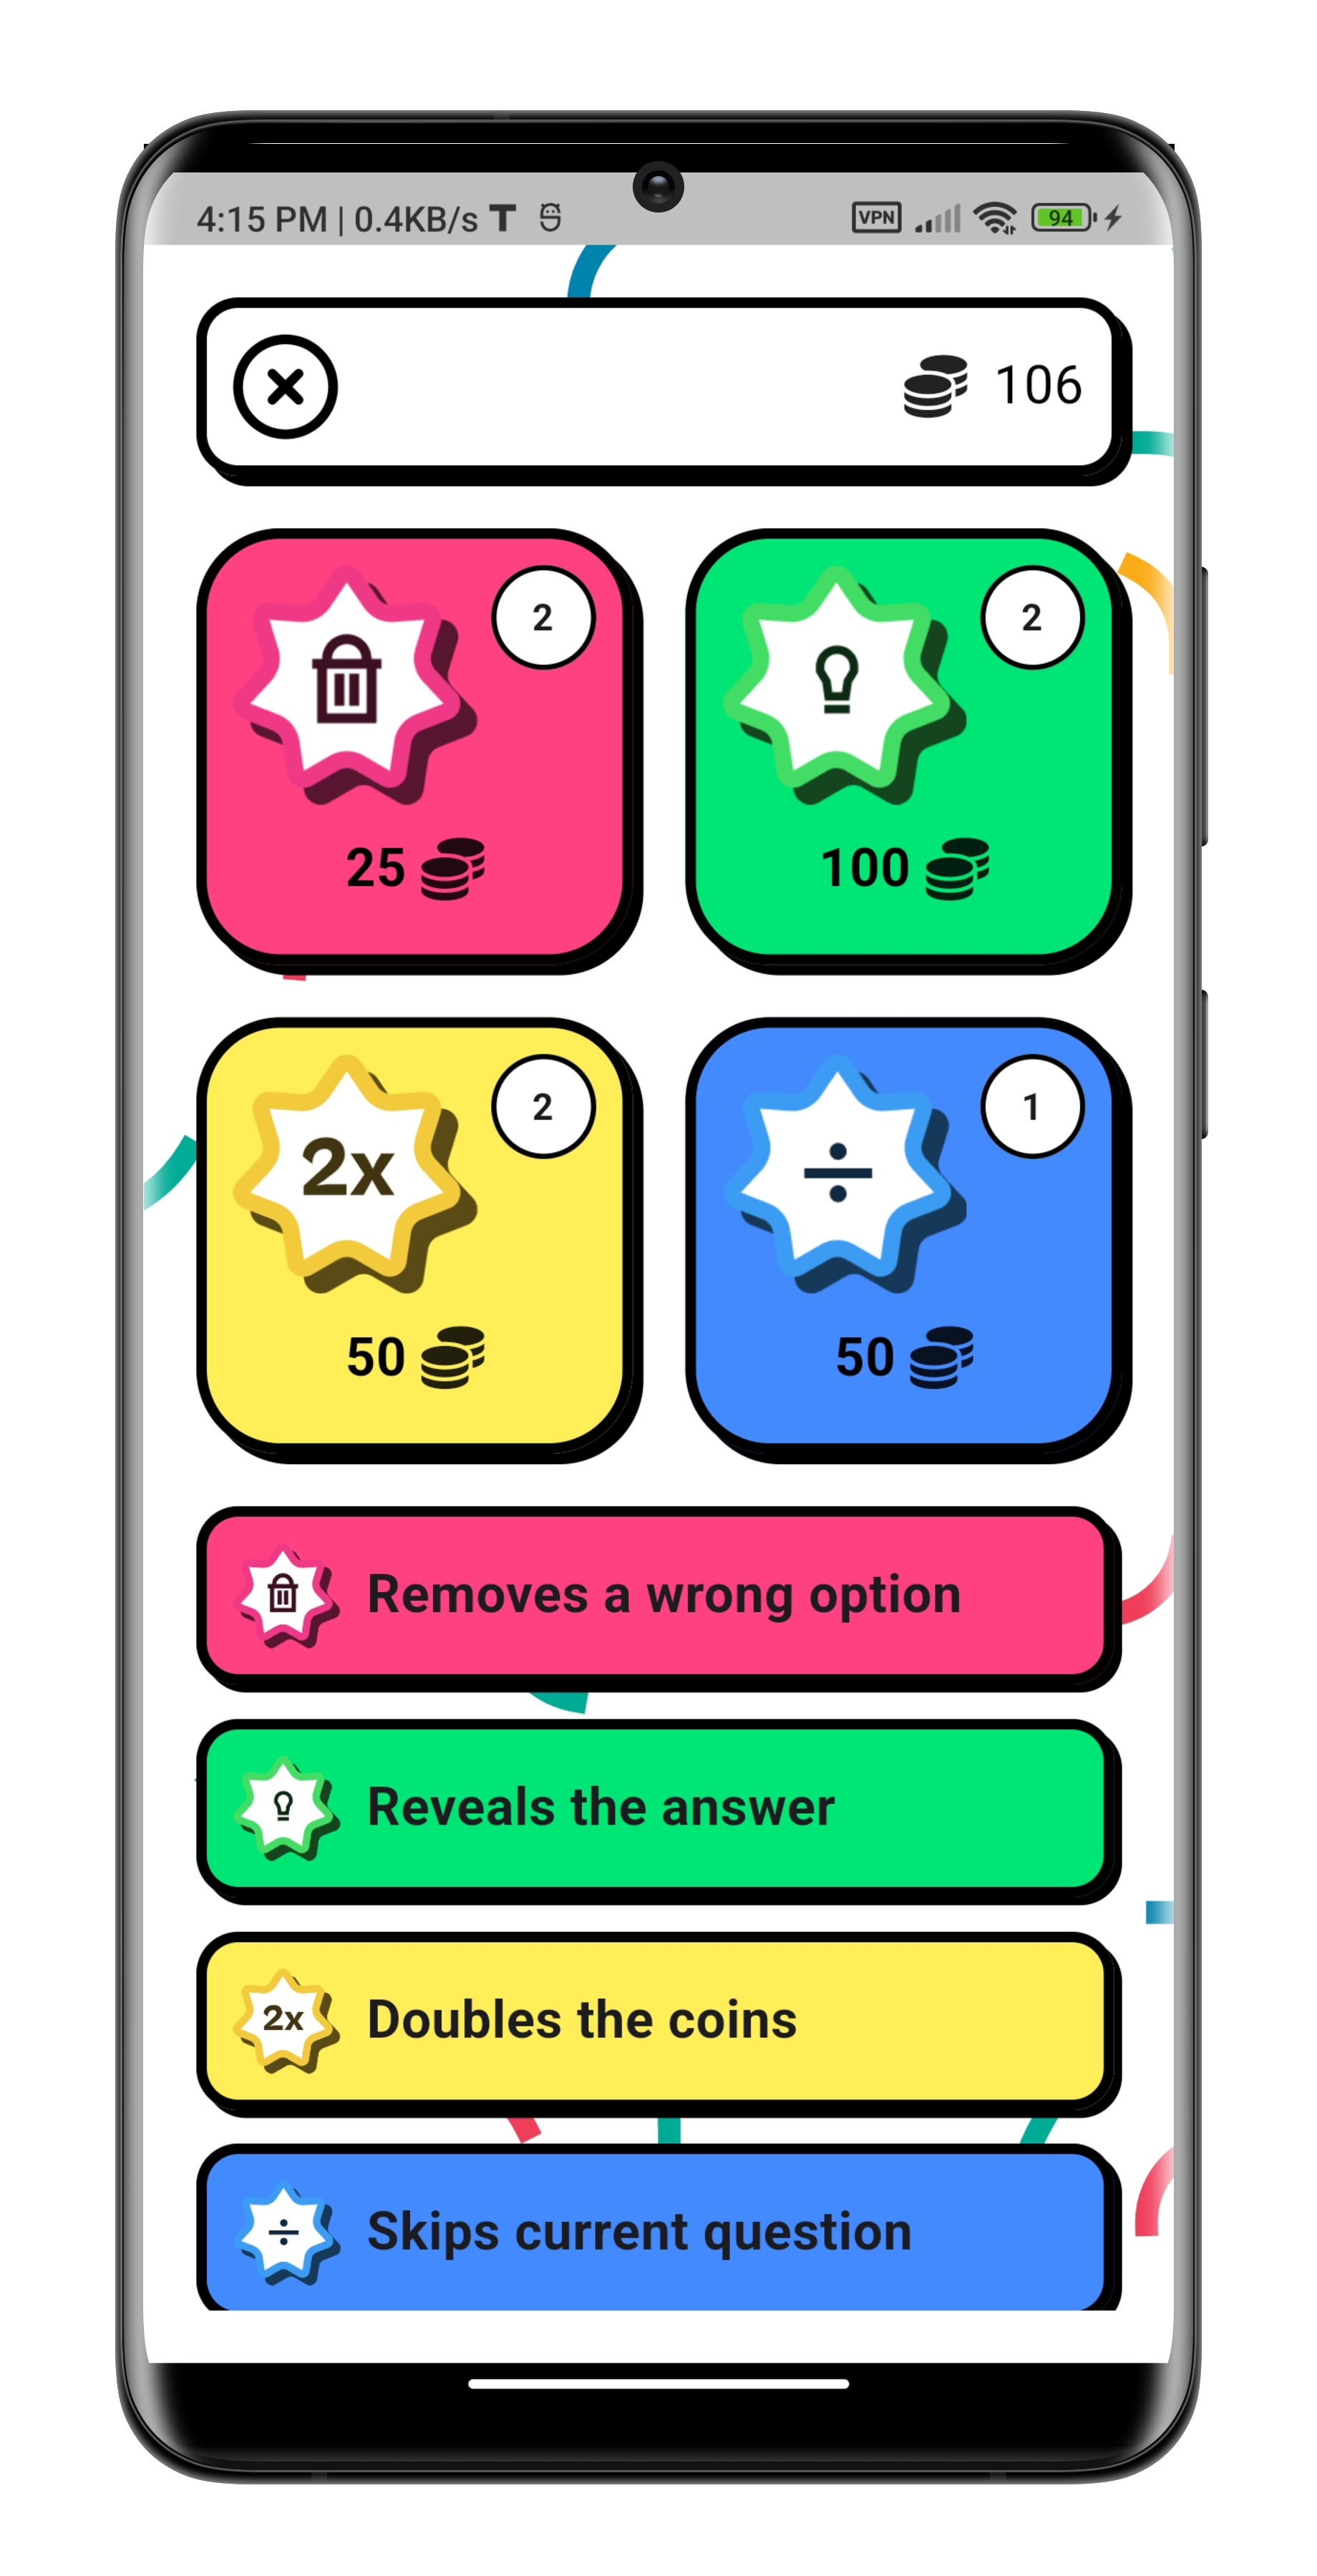 4:15 PM | 0.4KB/s T
VPN 94
106
2
2
25
100
2x
2
÷
1
50
50
Removes a wrong option
Reveals the answer
2x Doubles the coins
÷ Skips current question